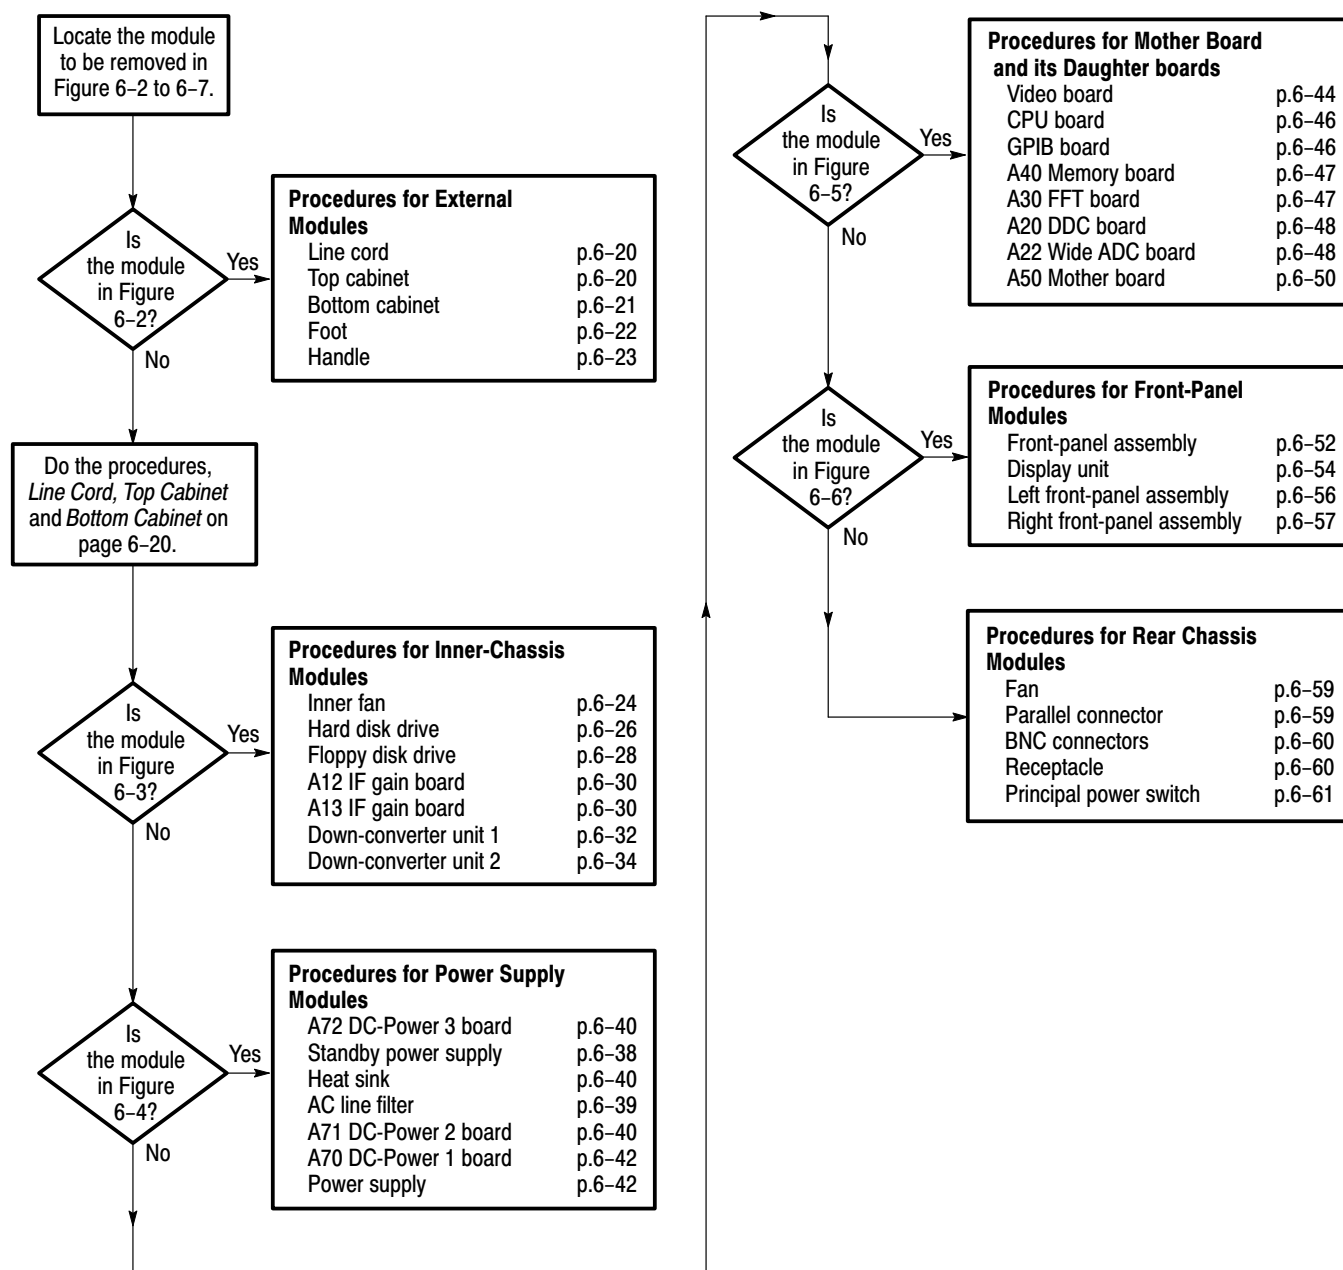 Locate the module
to be removed in
Figure 6–2 to 6–7.
Is
the module
in Figure
6–2?
Yes
No
Procedures for External
Modules
Line cord p.6–20
Top cabinet p.6–20
Bottom cabinet p.6–21
Foot p.6–22
Handle p.6–23
Do the procedures,
Line Cord, Top Cabinet
and Bottom Cabinet on
page 6–20.
Is
the module
in Figure
6–3?
Yes
No
Procedures for Inner-Chassis
Modules
Inner fan p.6–24
Hard disk drive p.6–26
Floppy disk drive p.6–28
A12 IF gain board p.6–30
A13 IF gain board p.6–30
Down-converter unit 1 p.6–32
Down-converter unit 2 p.6–34
Is
the module
in Figure
6–4?
Yes
No
Procedures for Power Supply
Modules
A72 DC-Power 3 board p.6–40
Standby power supply p.6–38
Heat sink p.6–40
AC line filter p.6–39
A71 DC-Power 2 board p.6–40
A70 DC-Power 1 board p.6–42
Power supply p.6–42
Is
the module
in Figure
6–5?
Yes
No
Procedures for Mother Board
and its Daughter boards
Video board p.6–44
CPU board p.6–46
GPIB board p.6–46
A40 Memory board p.6–47
A30 FFT board p.6–47
A20 DDC board p.6–48
A22 Wide ADC board p.6–48
A50 Mother board p.6–50
Is
the module
in Figure
6–6?
Yes
No
Procedures for Front-Panel
Modules
Front-panel assembly p.6–52
Display unit p.6–54
Left front-panel assembly p.6–56
Right front-panel assembly p.6–57
Procedures for Rear Chassis
Modules
Fan p.6–59
Parallel connector p.6–59
BNC connectors p.6–60
Receptacle p.6–60
Principal power switch p.6–61